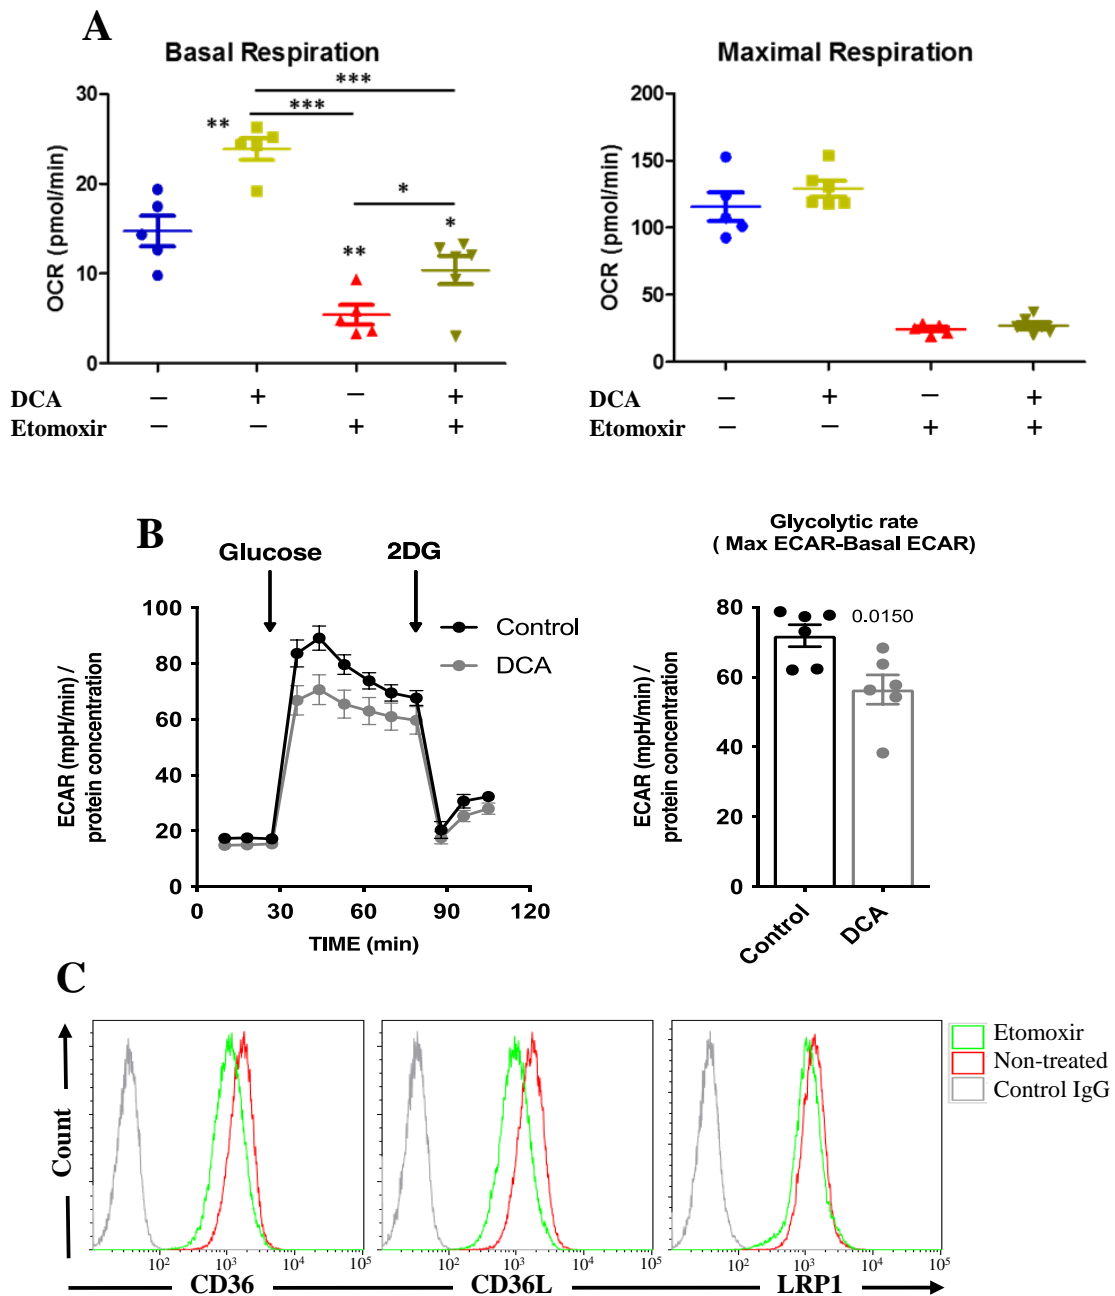 A
Basal Respiration
Maximal Respiration
OCR (pmol/min)
30
20
10
0
***
***
**
*
*
**
DCA − + − +
Etomoxir − − + +
OCR (pmol/min)
200
150
100
50
0
DCA − + − +
Etomoxir − − + +
B
Glucose
2DG
Control
DCA
ECAR (mpH/min) /
protein concentration
100
80
60
40
20
0
0 30 60 90 120
TIME (min)
Glycolytic rate
( Max ECAR-Basal ECAR)
0.0150
ECAR (mpH/min) /
protein concentration
80
60
40
20
0
Control
DCA
C
Count
10² 10³ 10⁴ 10⁵
10² 10³ 10⁴ 10⁵
10² 10³ 10⁴ 10⁵
CD36
CD36L
LRP1
Etomoxir
Non-treated
Control IgG